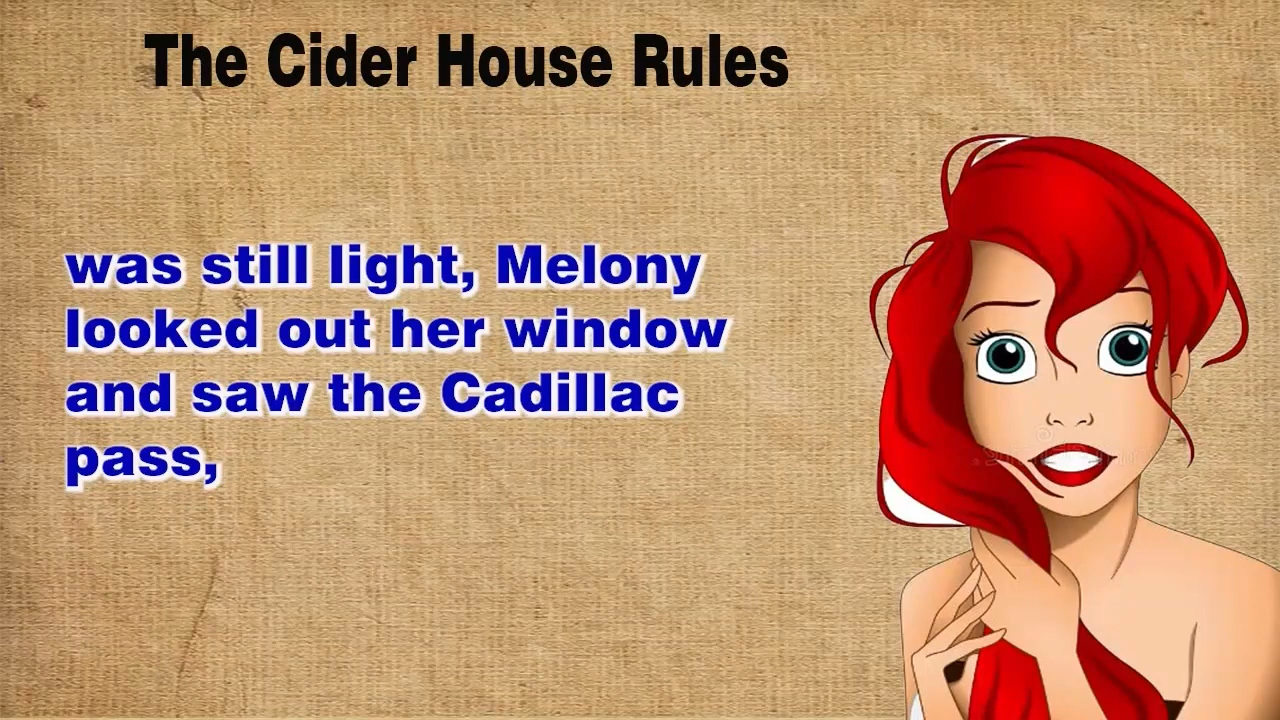 The Cider House Rules
was still light, Melony
looked out her window
and saw the Cadillac
pass,